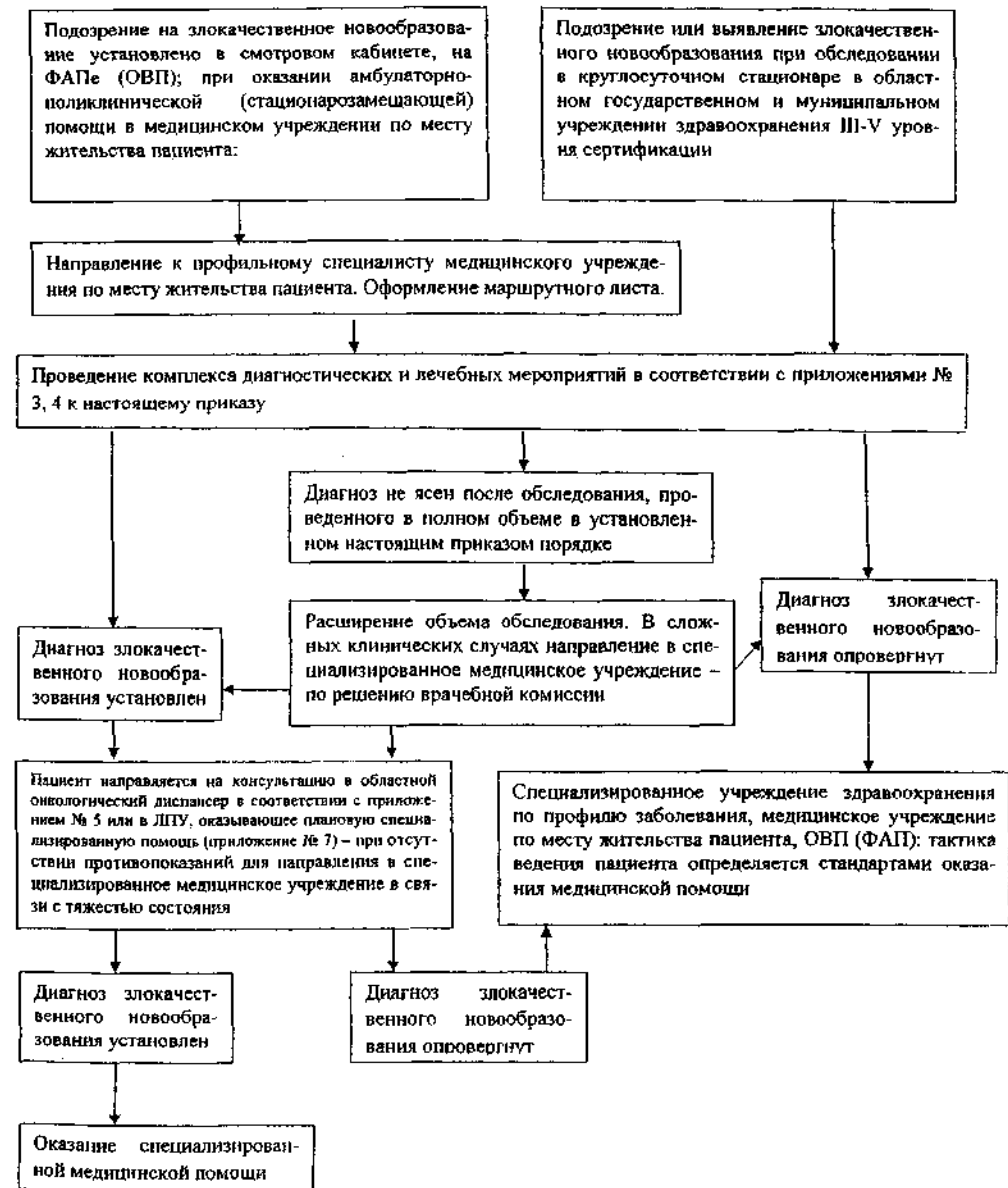 Подозрение на злокачественное новообразо-
вание установлено в смотровом кабинете, на
ФАПе (ОВП); при оказании амбулаторно-
поликлинической (стационарозамещающей)
помощи в медицинском учреждении по месту
жительства пациента:
Подозрение или выявление злокачествен-
ного новообразования при обследовании
в круглосуточном стационаре в област-
ном государственном и муниципальном
учреждении здравоохранения III-V уров-
ня сертификации
Направление к профильному специалисту медицинского учрежде-
ния по месту жительства пациента. Оформление маршрутного листа.
Проведение комплекса диагностических и лечебных мероприятий в соответствии с приложениями №
3, 4 к настоящему приказу
Диагноз не ясен после обследования, про-
веденного в полном объеме в установлен-
ном настоящим приказом порядке
Расширение объема обследования. В слож-
ных клинических случаях направление в спе-
циализированное медицинское учреждение –
по решению врачебной комиссии
Диагноз злокачест-
венного новообразо-
вания опровергнут
Диагноз злокачест-
венного новообра-
зования установлен
Пациент направляется на консультацию в областной
онкологический диспансер в соответствии с приложе-
нием № 5 или в ЛПУ, оказывающее плановую специа-
лизированную помощь (приложение № 7) – при отсут-
ствии противопоказаний для направления в спе-
циализированное медицинское учреждение в свя-
зи с тяжестью состояния
Специализированное учреждение здравоохранения
по профилю заболевания, медицинское учреждение
по месту жительства пациента, ОВП (ФАП): тактика
ведения пациента определяется стандартами оказа-
ния медицинской помощи
Диагноз злокачест-
венного новообра-
зования установлен
Диагноз злокачест-
венного новообразо-
вания опровергнут
Оказание специализирован-
ной медицинской помощи